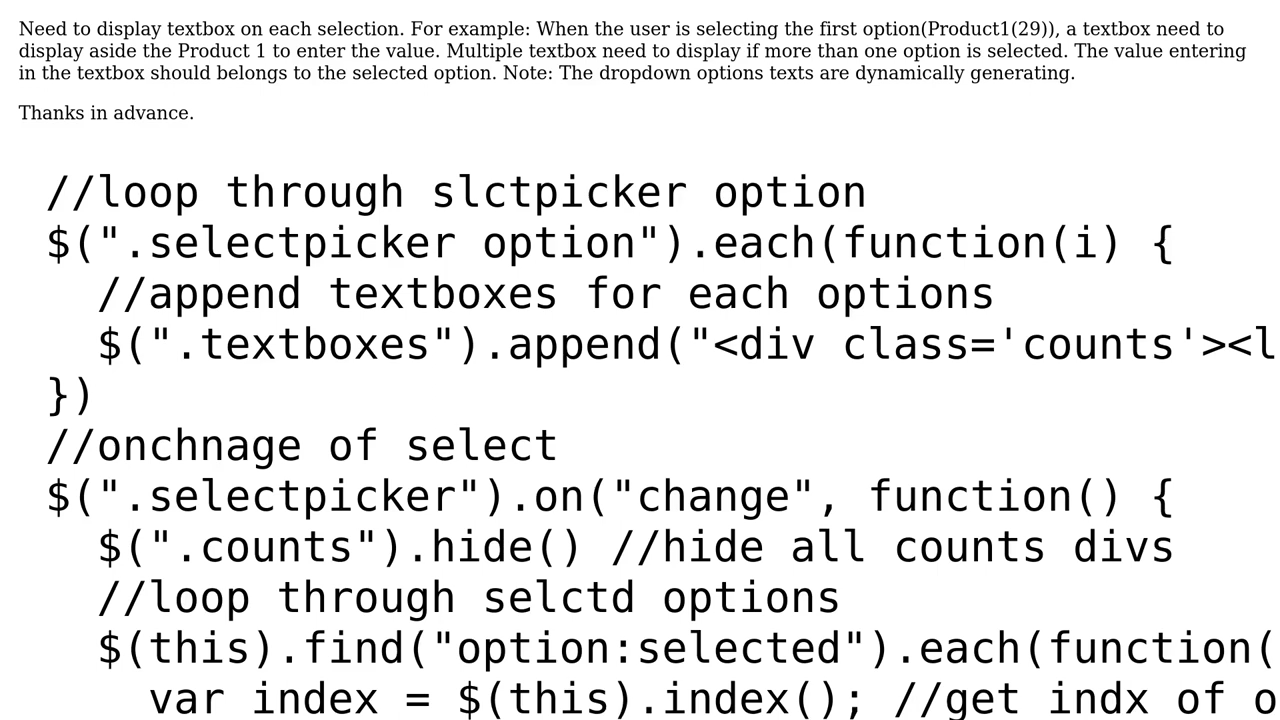 Need to display textbox on each selection. For example: When the user is selecting the first option(Product1(29)), a textbox need to
display aside the Product 1 to enter the value. Multiple textbox need to display if more than one option is selected. The value entering
in the textbox should belongs to the selected option. Note: The dropdown options texts are dynamically generating.
Thanks in advance.
//loop through slctpicker option
$(".selectpicker option").each(function(i) {
//append textboxes for each options
$(".textboxes").append("<div class='counts'><l
})
//onchnage of select
$(".selectpicker").on("change", function() {
$(".counts").hide() //hide all counts divs
//loop through selctd options
$(this).find("option:selected").each(function(
var index = $(this).index(); //get indx of o